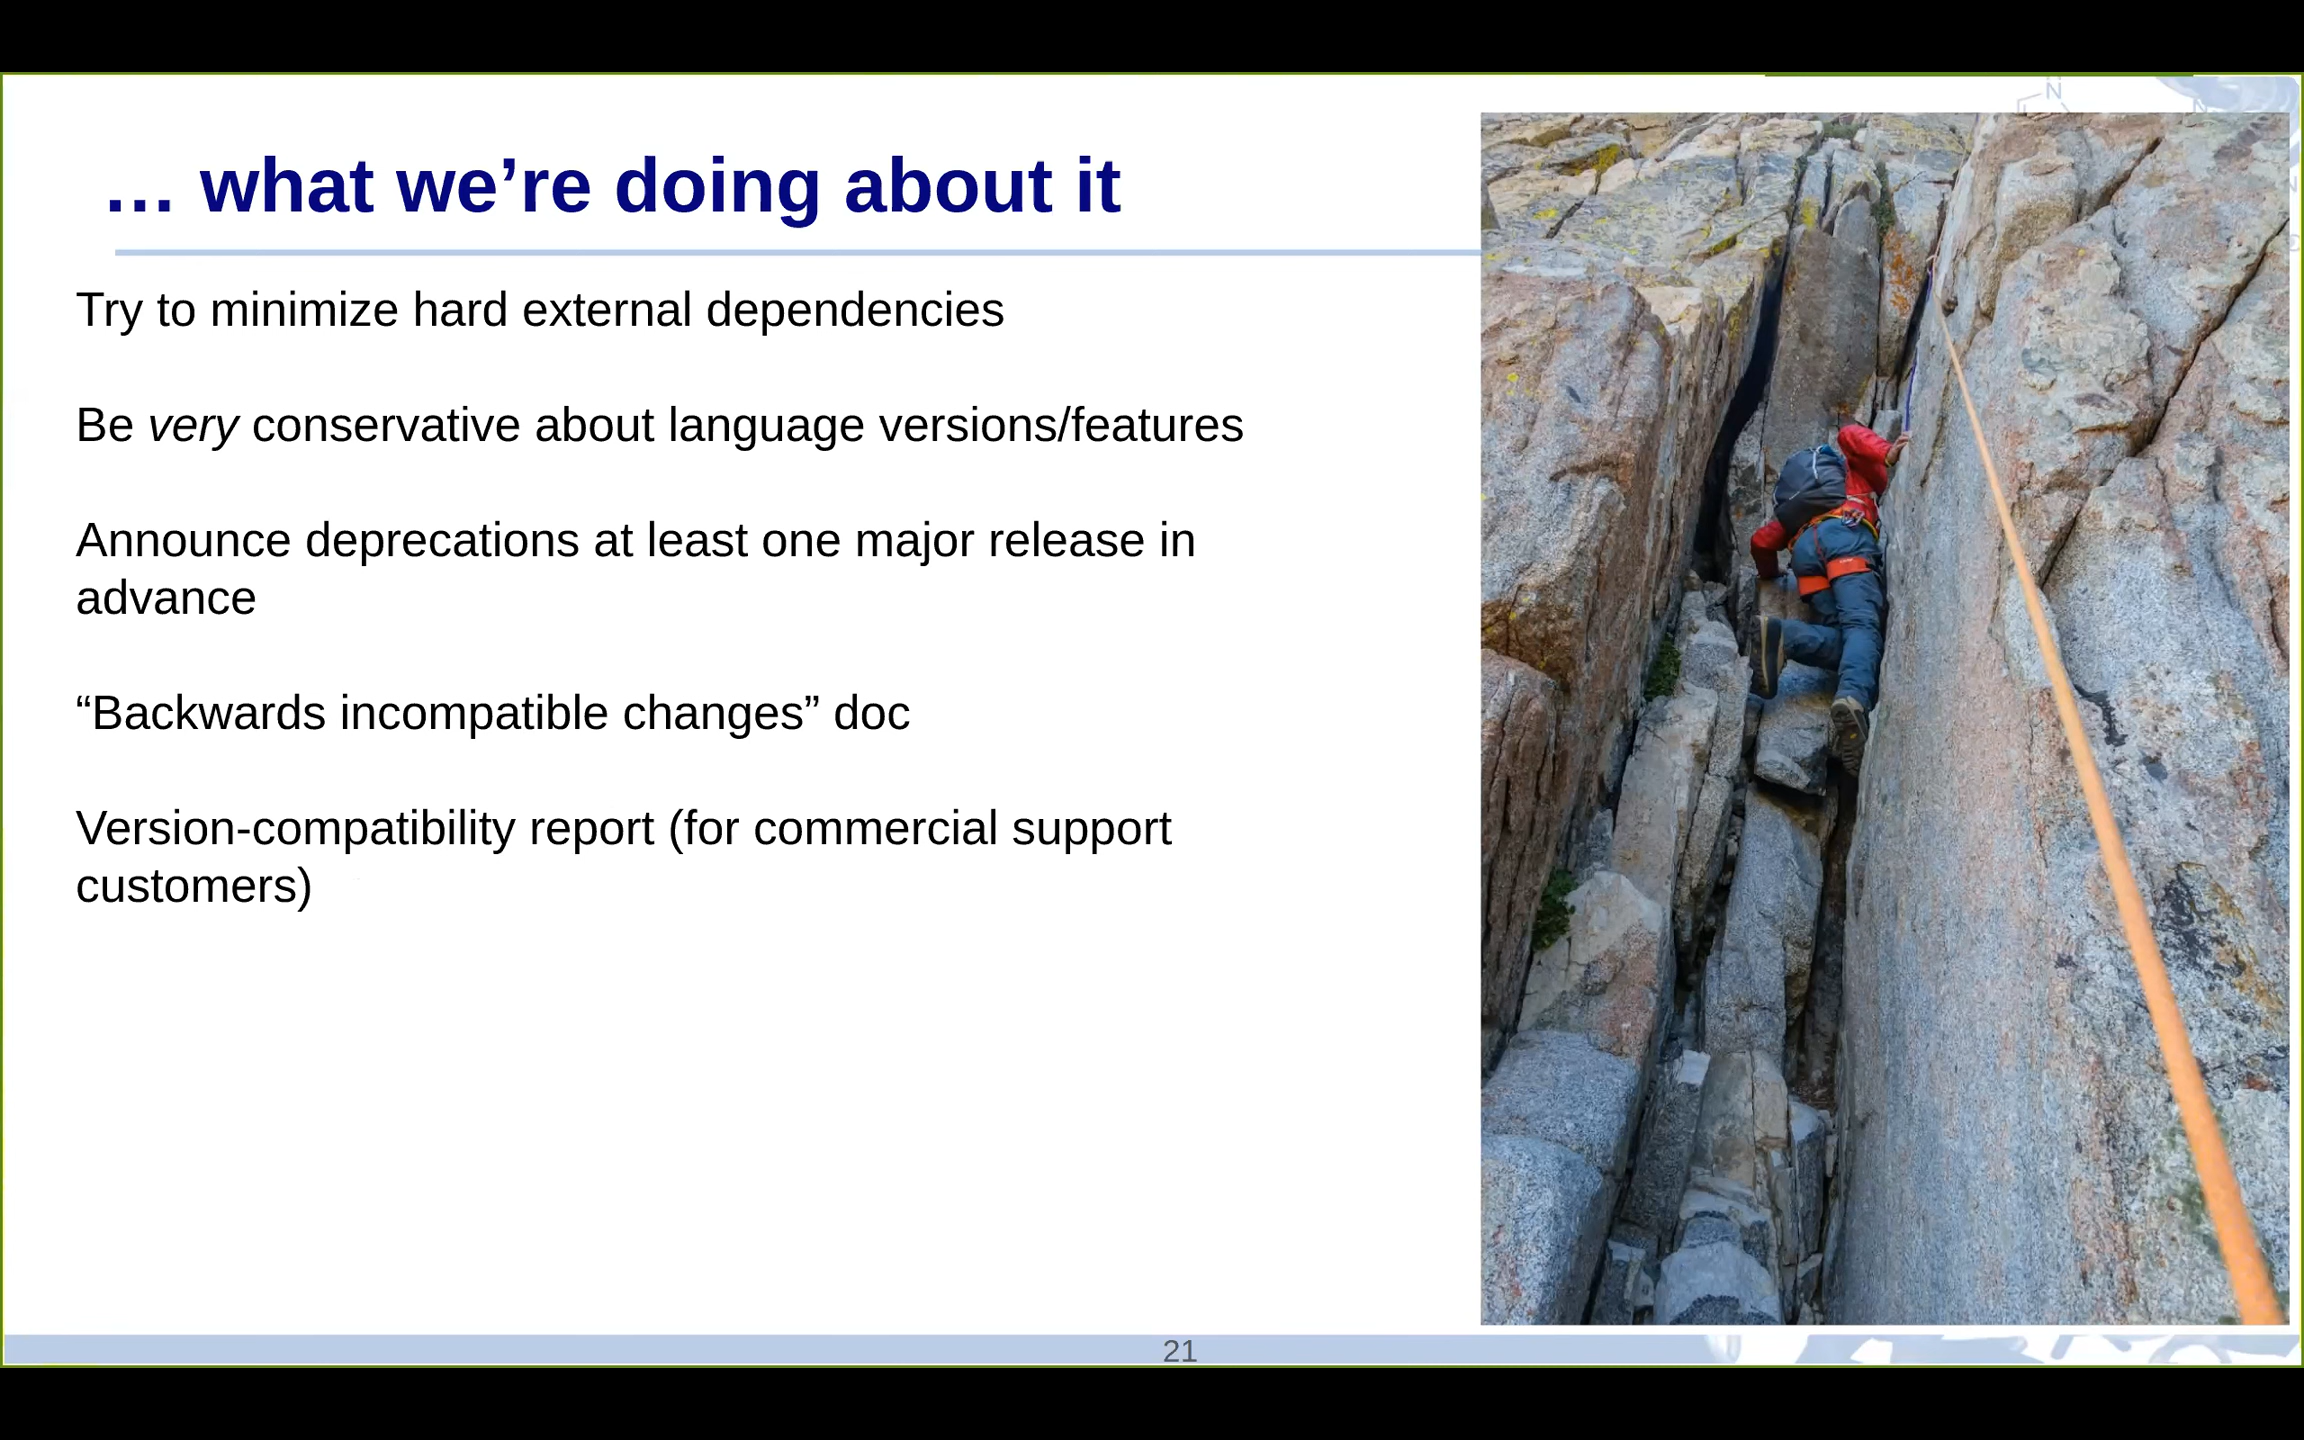 … what we’re doing about it
Try to minimize hard external dependencies
Be very conservative about language versions/features
Announce deprecations at least one major release in
advance
“Backwards incompatible changes” doc
Version-compatibility report (for commercial support
customers)
21